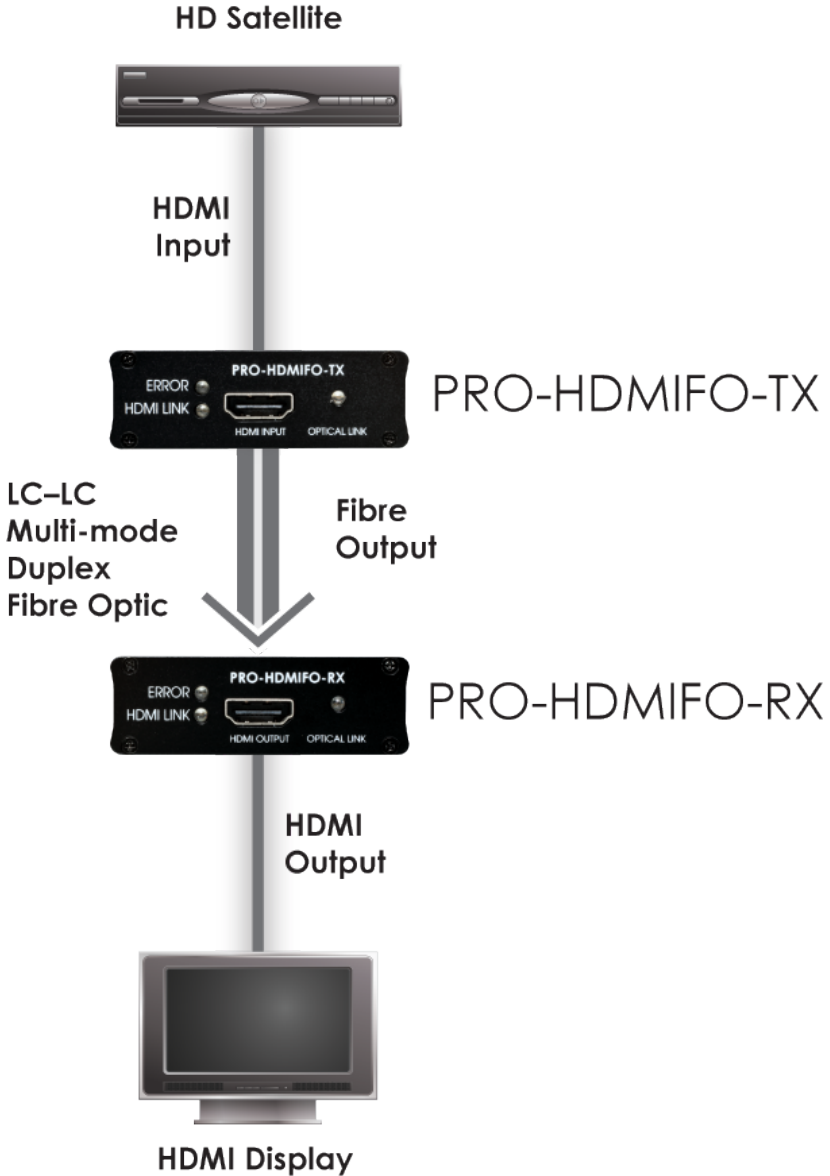 HD Satellite
HDMI
Input
PRO-HDMIFO-TX
ERROR
HDMI LINK
HDMI INPUT
OPTICAL LINK
PRO-HDMIFO-TX
LC–LC
Multi-mode
Duplex
Fibre Optic
Fibre
Output
PRO-HDMIFO-RX
ERROR
HDMI LINK
HDMI OUTPUT
OPTICAL LINK
PRO-HDMIFO-RX
HDMI
Output
HDMI Display